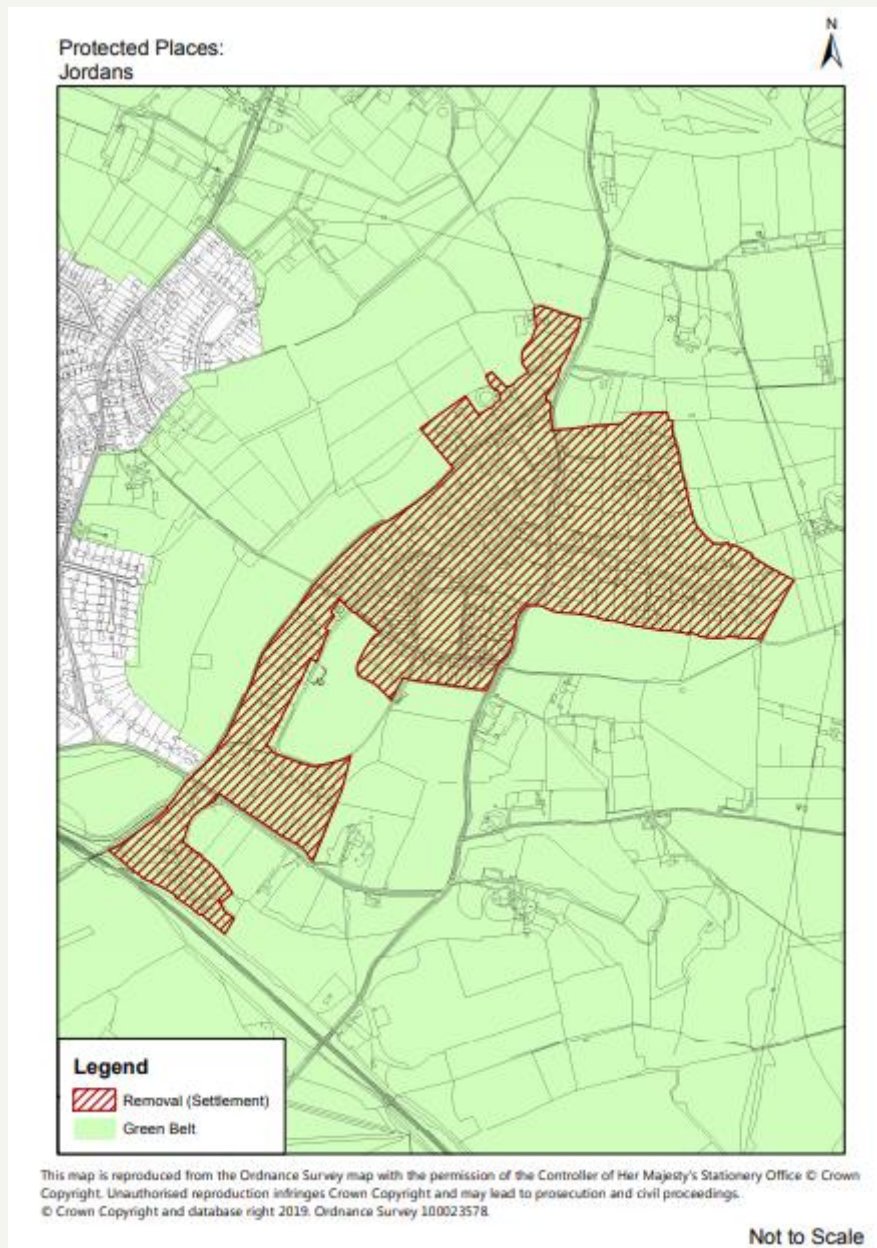 Protected Places:
Jordans
N
Legend
Removal (Settlement)
Green Belt
This map is reproduced from the Ordnance Survey map with the permission of the Controller of Her Majesty's Stationery Office © Crown
Copyright. Unauthorised reproduction infringes Crown Copyright and may lead to prosecution and civil proceedings.
© Crown Copyright and database right 2019. Ordnance Survey 100023578.
Not to Scale